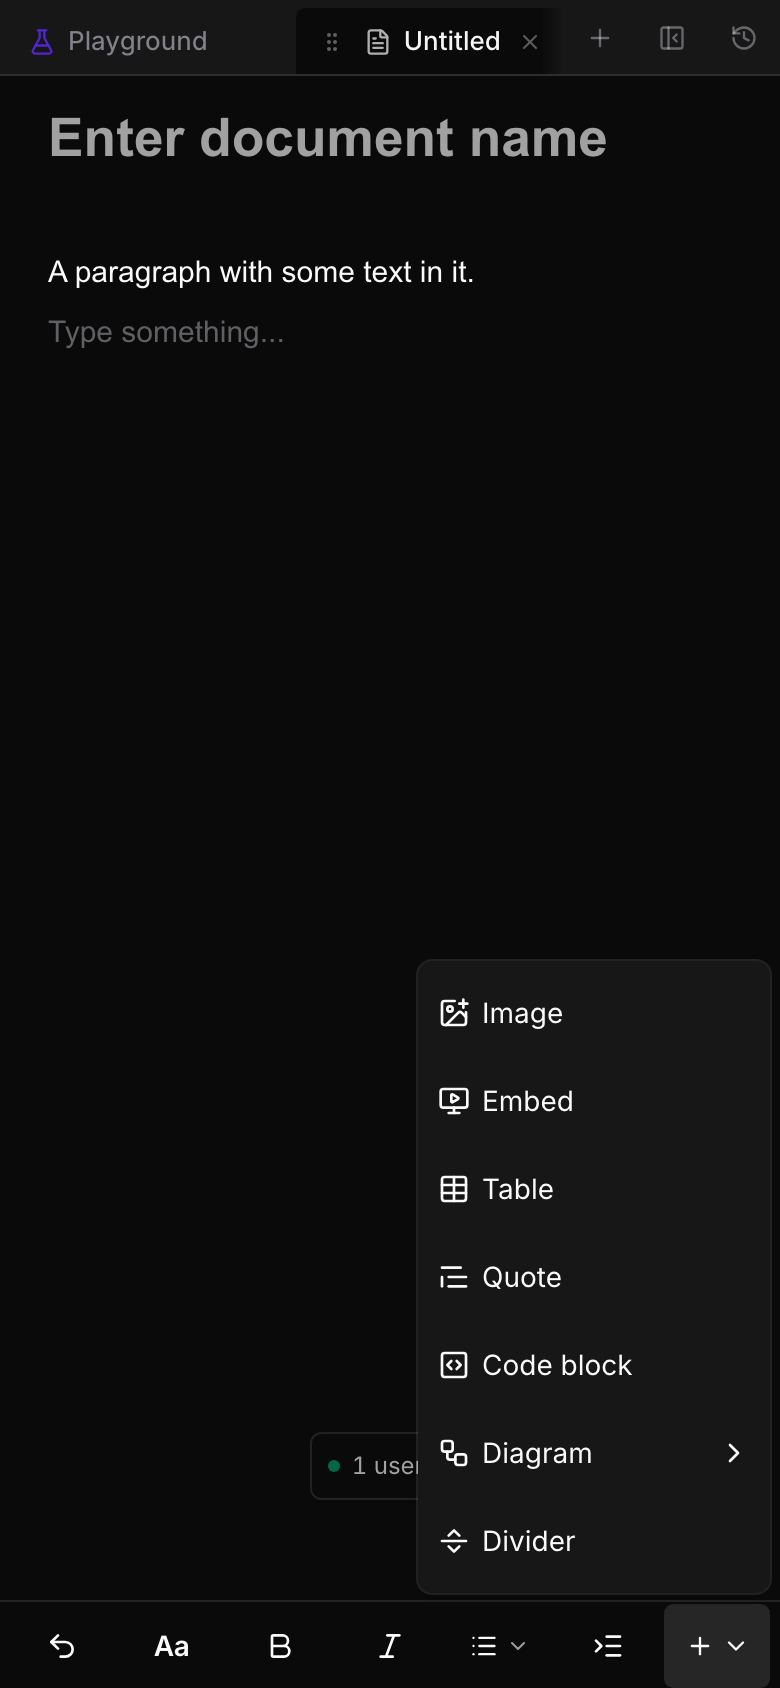 Playground
Untitled
Enter document name
A paragraph with some text in it.
Type something...
Image
Embed
Table
Quote
Code block
1 user
Diagram
Divider
Aa
B
I